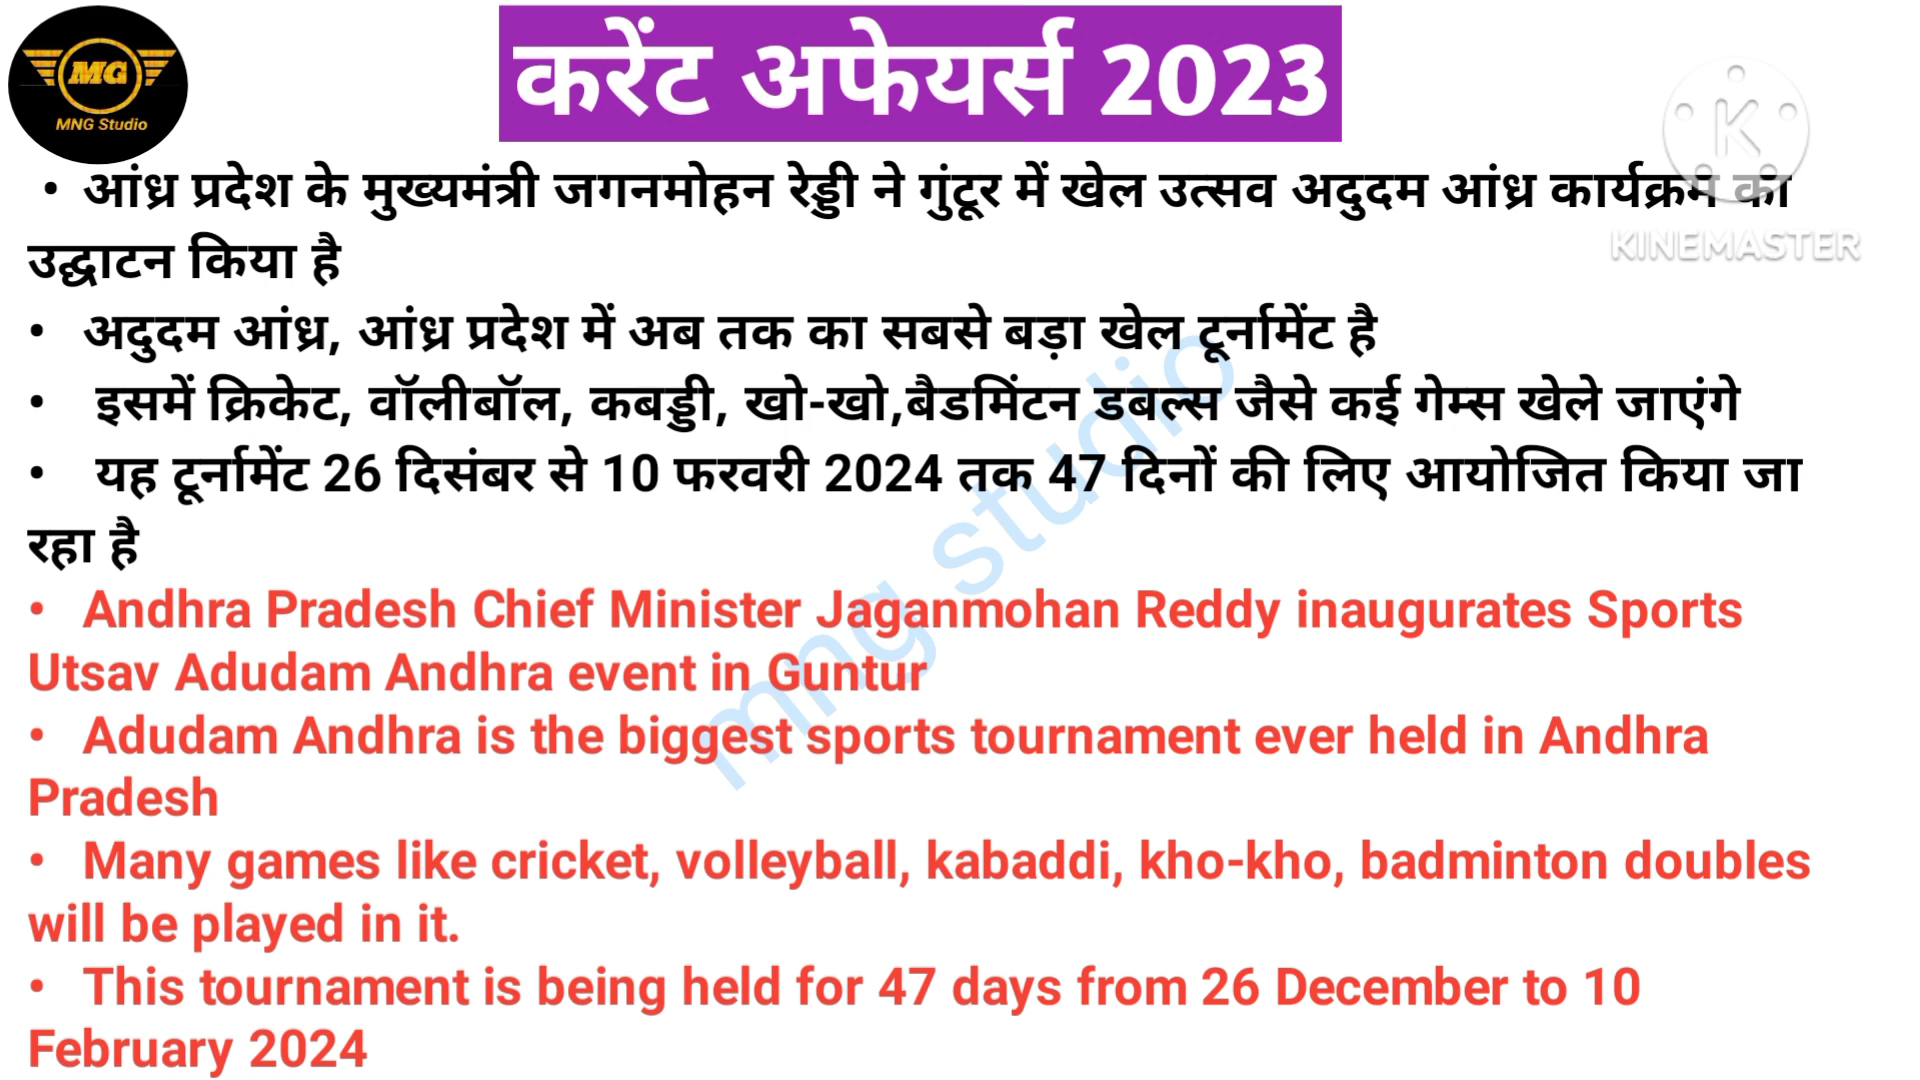 MG
MNG Studio
करेंट अफेयर्स 2023
K
KINEMASTER
• आंध्र प्रदेश के मुख्यमंत्री जगनमोहन रेड्डी ने गुंटूर में खेल उत्सव अदुदम आंध्र कार्यक्रम का
उद्घाटन किया है
• अदुदम आंध्र, आंध्र प्रदेश में अब तक का सबसे बड़ा खेल टूर्नामेंट है
• इसमें क्रिकेट, वॉलीबॉल, कबड्डी, खो-खो,बैडमिंटन डबल्स जैसे कई गेम्स खेले जाएंगे
• यह टूर्नामेंट 26 दिसंबर से 10 फरवरी 2024 तक 47 दिनों की लिए आयोजित किया जा
रहा है
• Andhra Pradesh Chief Minister Jaganmohan Reddy inaugurates Sports
Utsav Adudam Andhra event in Guntur
• Adudam Andhra is the biggest sports tournament ever held in Andhra
Pradesh
• Many games like cricket, volleyball, kabaddi, kho-kho, badminton doubles
will be played in it.
• This tournament is being held for 47 days from 26 December to 10
February 2024
mng studio